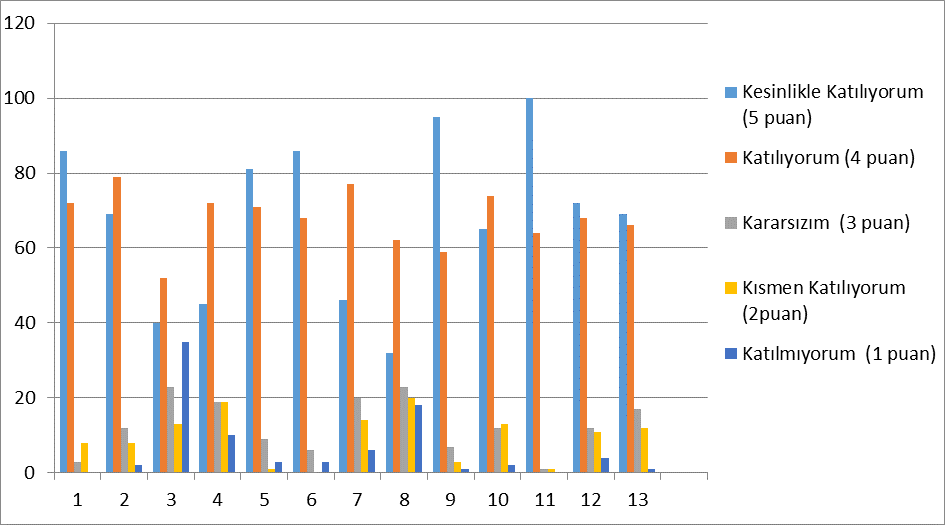 120
100
80
60
40
20
0
1 2 3 4 5 6 7 8 9 10 11 12 13
Kesinlikle Katılıyorum
(5 puan)
Katılıyorum (4 puan)
Kararsızım  (3 puan)
Kısmen Katılıyorum
(2puan)
Katılmıyorum  (1 puan)